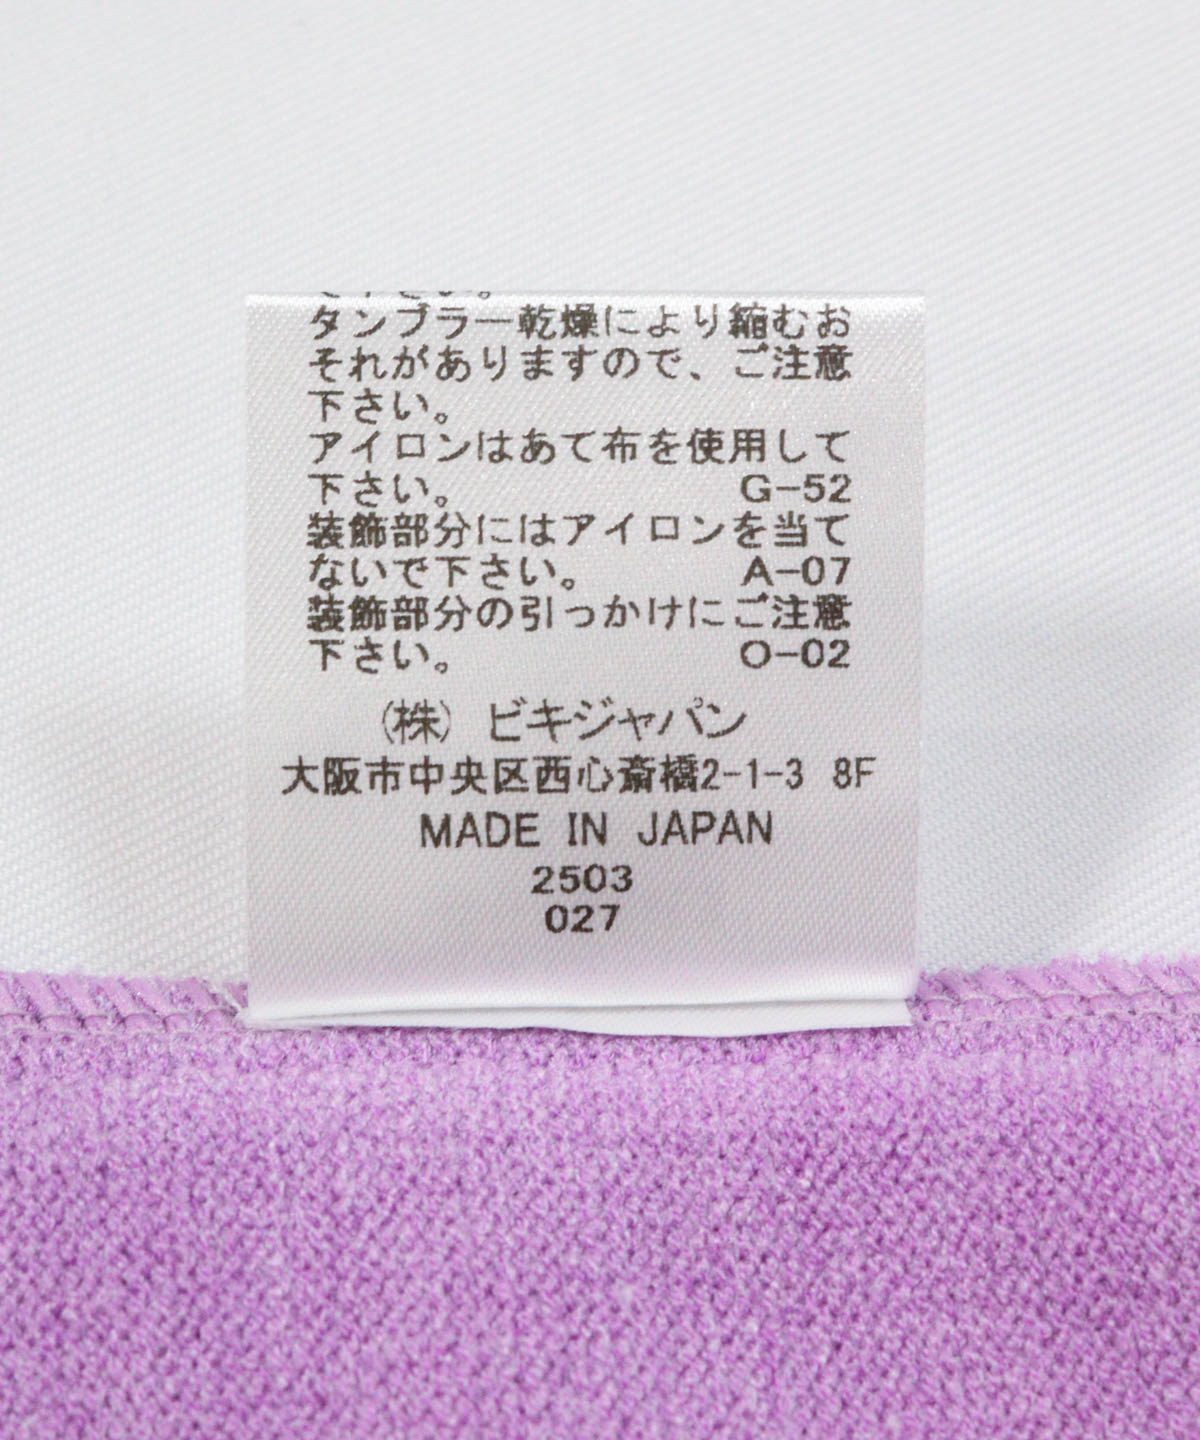 て下さい。
タンブラー乾燥により縮むお
それがありますので、ご注意
下さい。
アイロンはあて布を使用して
下さい。 G-52
装飾部分にはアイロンを当て
ないで下さい。 A-07
装飾部分の引っかけにご注意
下さい。 O-02
(株) ビキジャパン
大阪市中央区西心斎橋2-1-3 8F
MADE IN JAPAN
2503
027